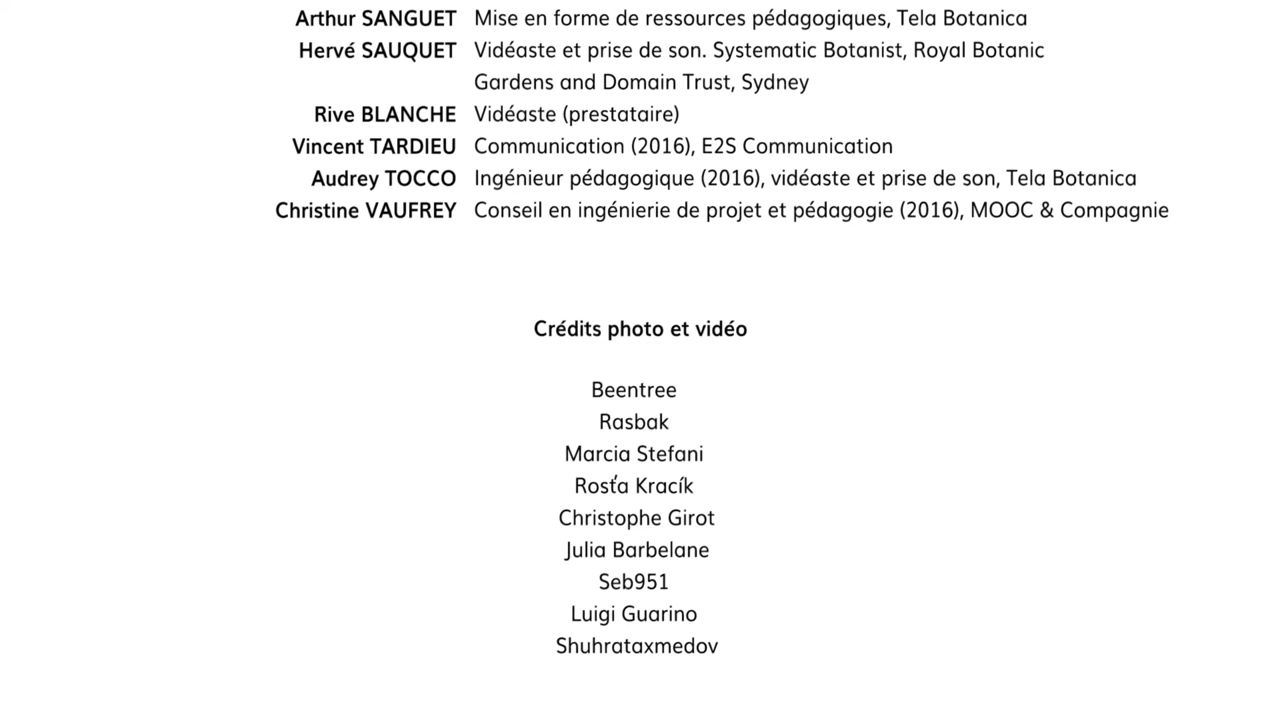 Arthur SANGUET Mise en forme de ressources pédagogiques, Tela Botanica
Hervé SAUQUET Vidéaste et prise de son. Systematic Botanist, Royal Botanic
Gardens and Domain Trust, Sydney
Rive BLANCHE Vidéaste (prestataire)
Vincent TARDIEU Communication (2016), E2S Communication
Audrey TOCCO Ingénieur pédagogique (2016), vidéaste et prise de son, Tela Botanica
Christine VAUFREY Conseil en ingénierie de projet et pédagogie (2016), MOOC & Compagnie
Crédits photo et vidéo
Beentree
Rasbak
Marcia Stefani
Rosťa Kracík
Christophe Girot
Julia Barbelane
Seb951
Luigi Guarino
Shuhrataxmedov